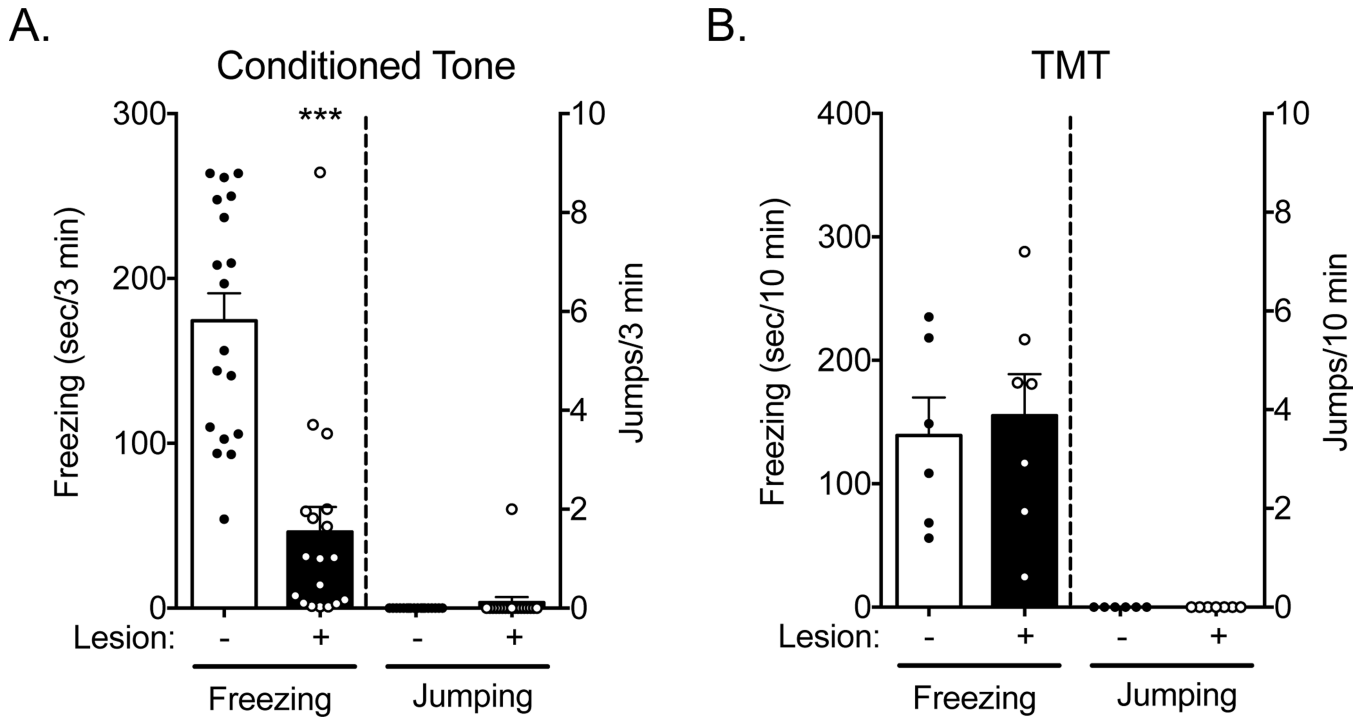 A.
Conditioned Tone
***
300
200
100
0
Freezing (sec/3 min)
10
8
6
4
2
0
Jumps/3 min
Lesion: - + - +
Freezing Jumping
B.
TMT
400
300
200
100
0
Freezing (sec/10 min)
10
8
6
4
2
0
Jumps/10 min
Lesion: - + - +
Freezing Jumping